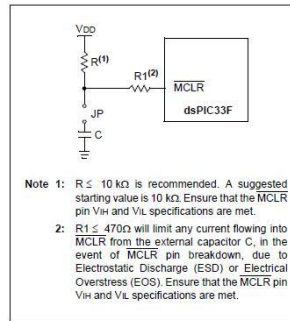 VDD
R(1)
R1(2)
MCLR
JP
dsPIC33F
C
Note 1: R ≤ 10 kΩ is recommended. A suggested
starting value is 10 kΩ. Ensure that the MCLR
pin VIH and VIL specifications are met.
2: R1 ≤ 470Ω will limit any current flowing into
MCLR from the external capacitor C, in the
event of MCLR pin breakdown, due to
Electrostatic Discharge (ESD) or Electrical
Overstress (EOS). Ensure that the MCLR pin
VIH and VIL specifications are met.